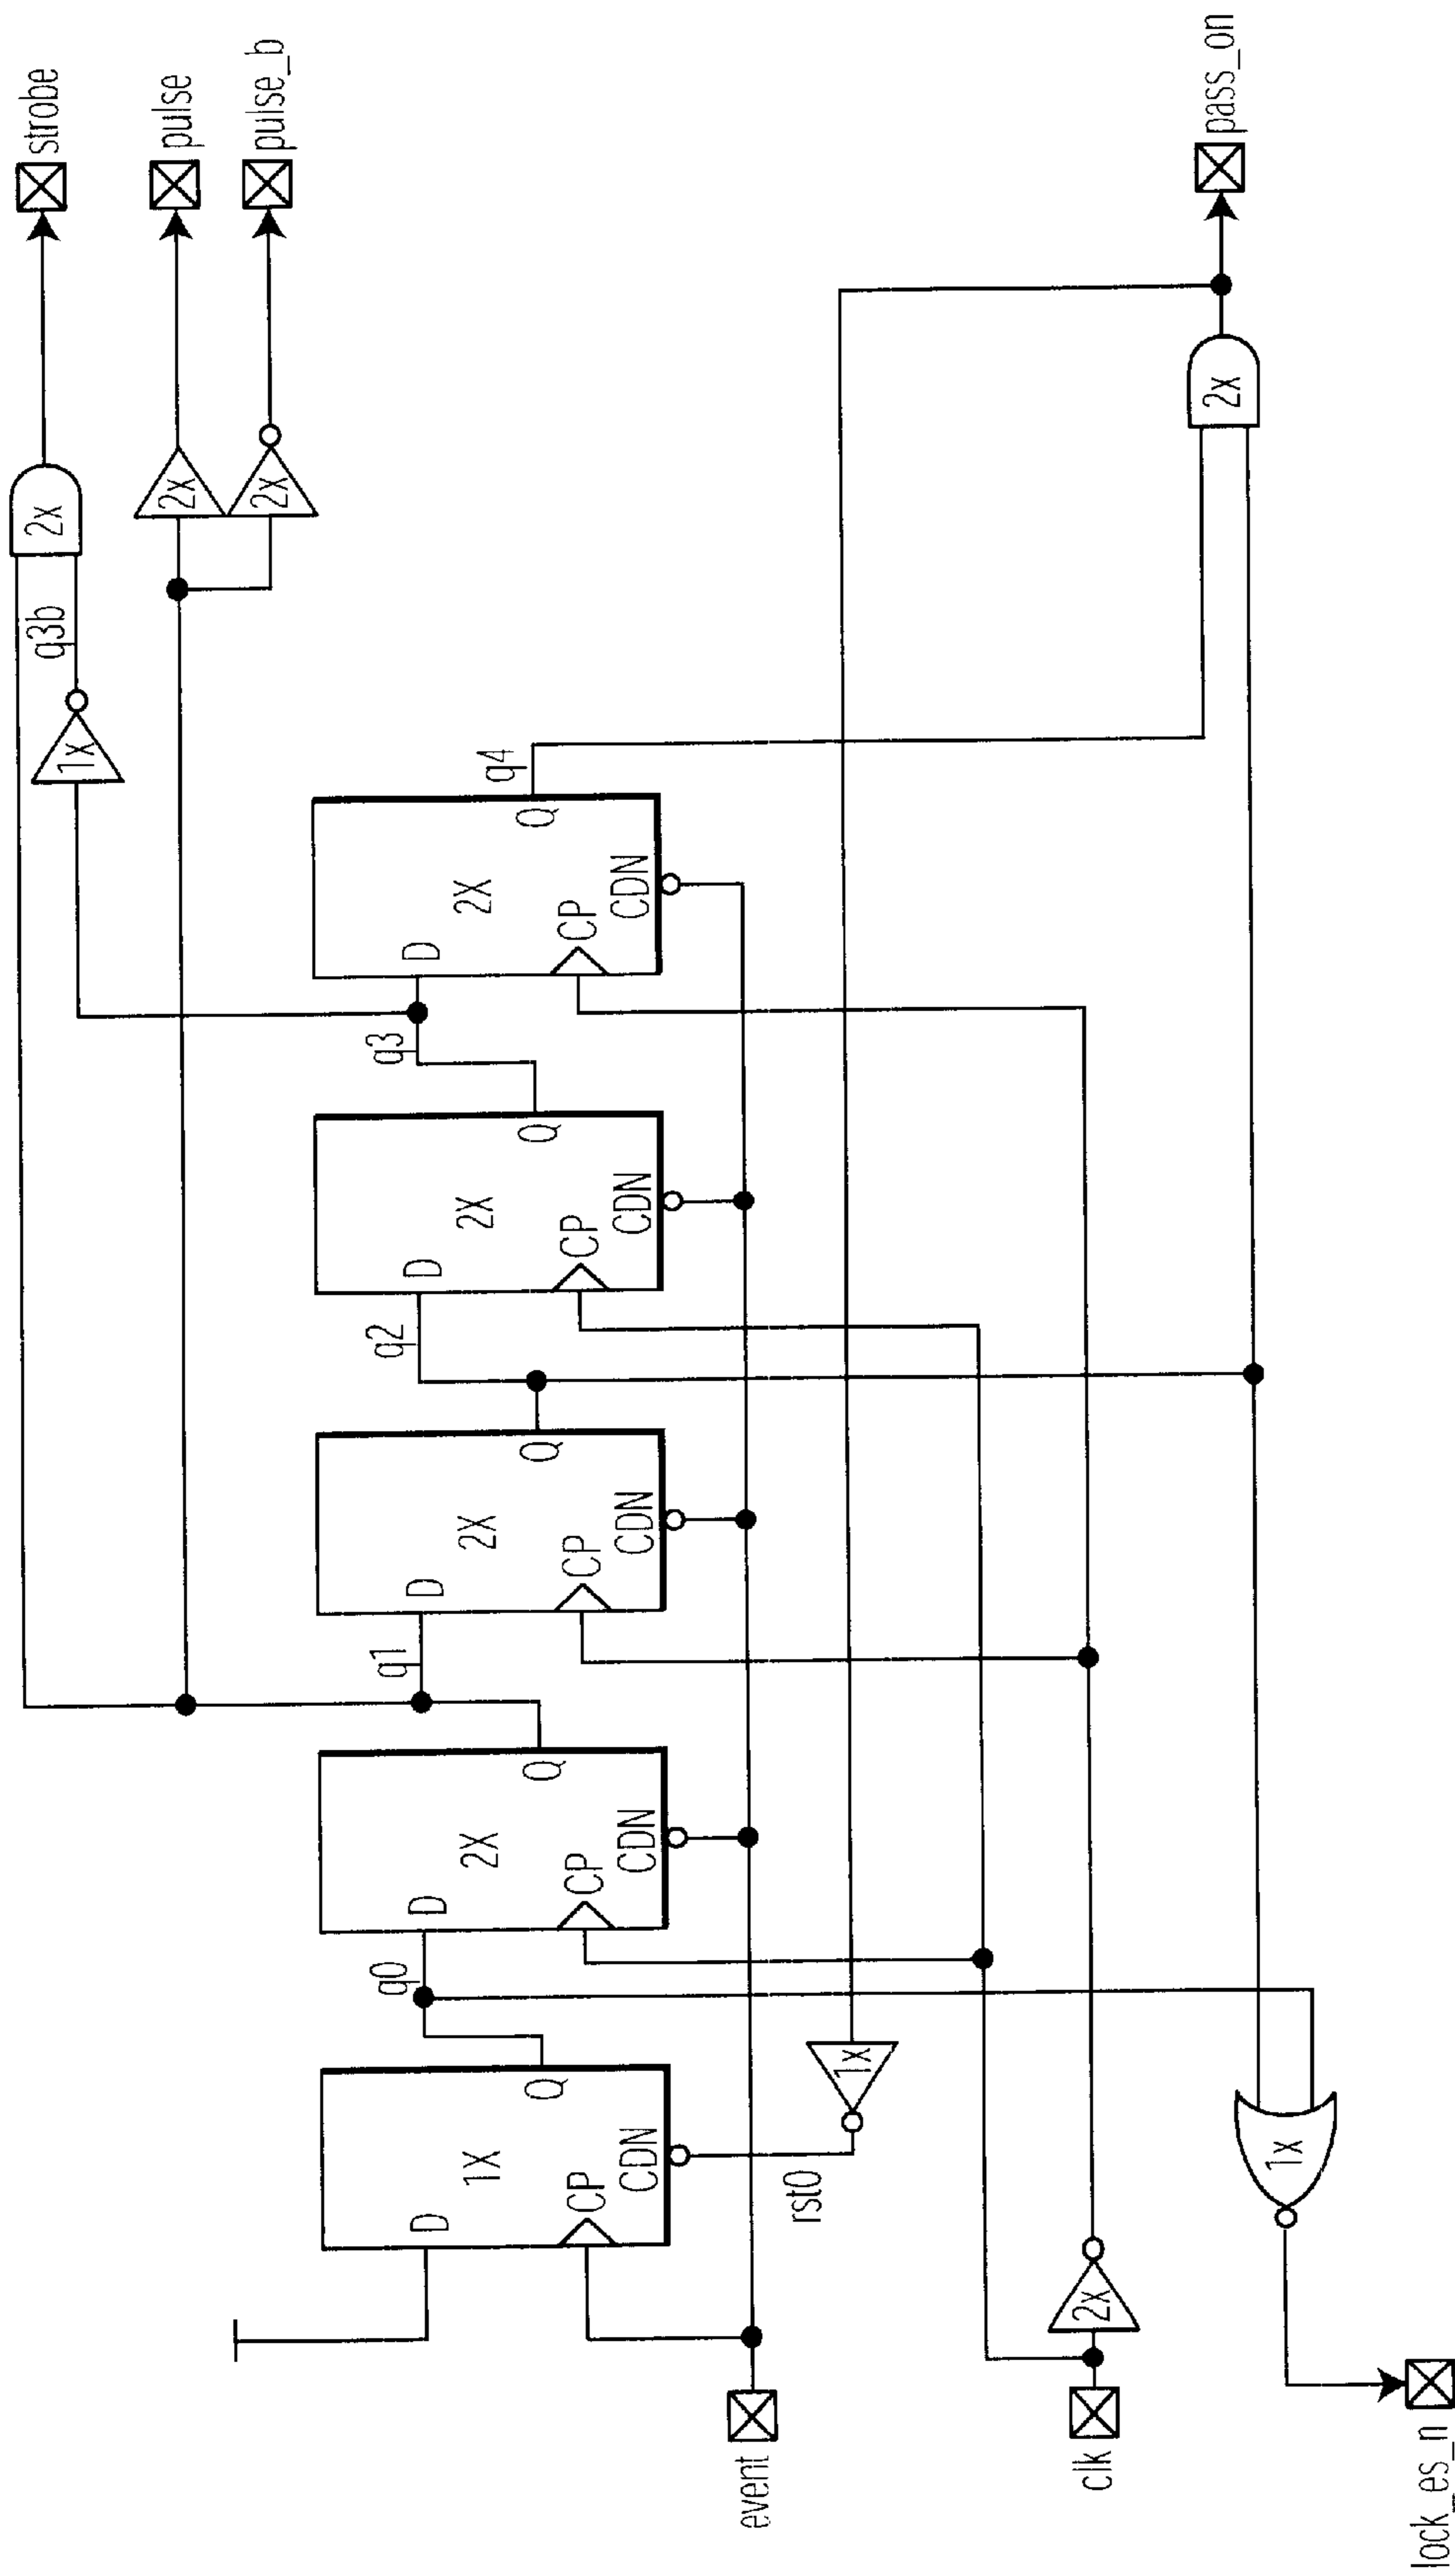 strobe
pulse
pulse_b
pass_on
2x
2x
2x
2x
q3b
1x
q4
Q
2X
D
CP
CDN
q3
Q
2X
D
CP
CDN
q2
Q
2X
D
CP
CDN
q1
Q
2X
D
CP
CDN
q0
Q
1X
D
CP
CDN
1x
rst0
2x
1x
event
clk
lock_es_n